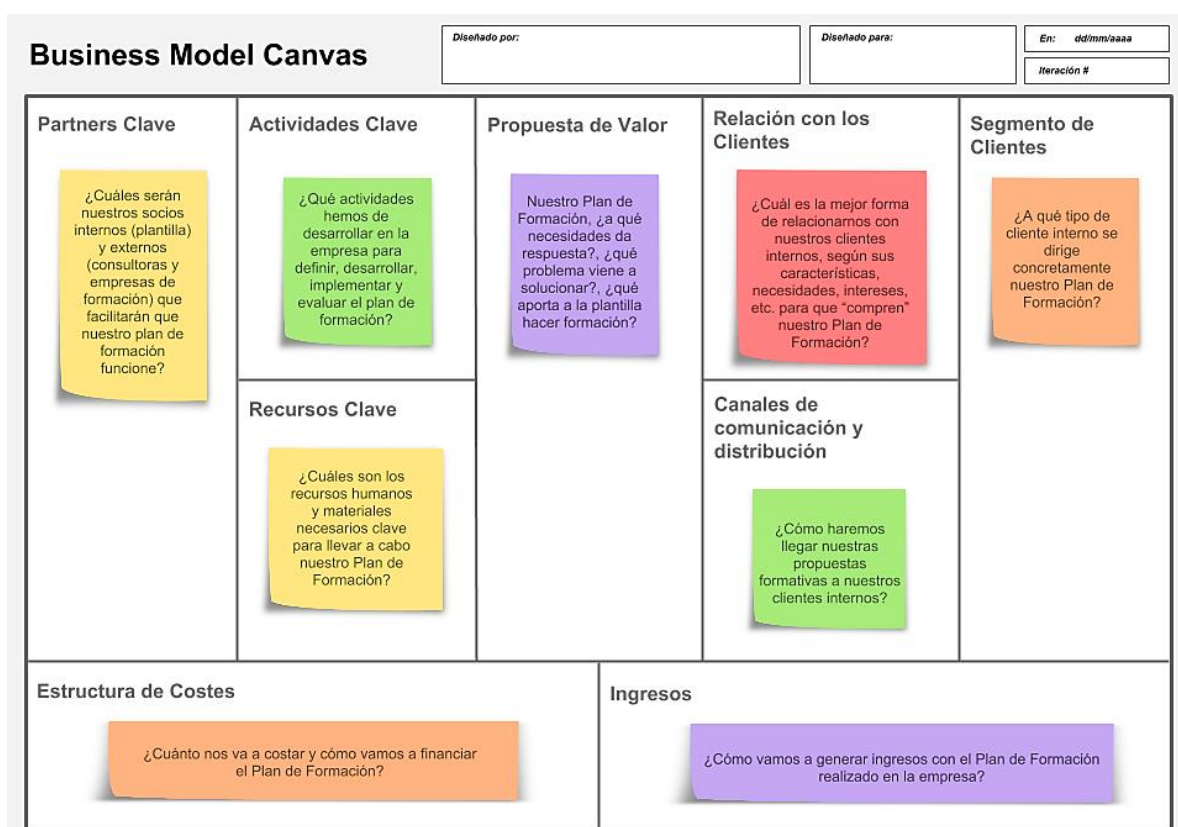 Business Model Canvas
Diseñado por:
Diseñado para:
En: dd/mm/aaaa
Iteración #
Partners Clave
¿Cuáles serán
nuestros socios
internos (plantilla)
y externos
(consultoras y
empresas de
formación) que
facilitarán que
nuestro plan de
formación
funcione?
Actividades Clave
¿Qué actividades
hemos de
desarrollar en la
empresa para
definir, desarrollar,
implementar y
evaluar el plan de
formación?
Recursos Clave
¿Cuáles son los
recursos humanos
y materiales
necesarios clave
para llevar a cabo
nuestro Plan de
Formación?
Propuesta de Valor
Nuestro Plan de
Formación, ¿a qué
necesidades da
respuesta?, ¿qué
problema viene a
solucionar?, ¿qué
aporta a la plantilla
hacer formación?
Relación con los
Clientes
¿Cuál es la mejor forma
de relacionarnos con
nuestros clientes
internos, según sus
características,
necesidades, intereses,
etc. para que “compren”
nuestro Plan de
Formación?
Canales de
comunicación y
distribución
¿Cómo haremos
llegar nuestras
propuestas
formativas a nuestros
clientes internos?
Segmento de
Clientes
¿A qué tipo de
cliente interno se
dirige
concretamente
nuestro Plan de
Formación?
Estructura de Costes
¿Cuánto nos va a costar y cómo vamos a financiar
el Plan de Formación?
Ingresos
¿Cómo vamos a generar ingresos con el Plan de Formación
realizado en la empresa?